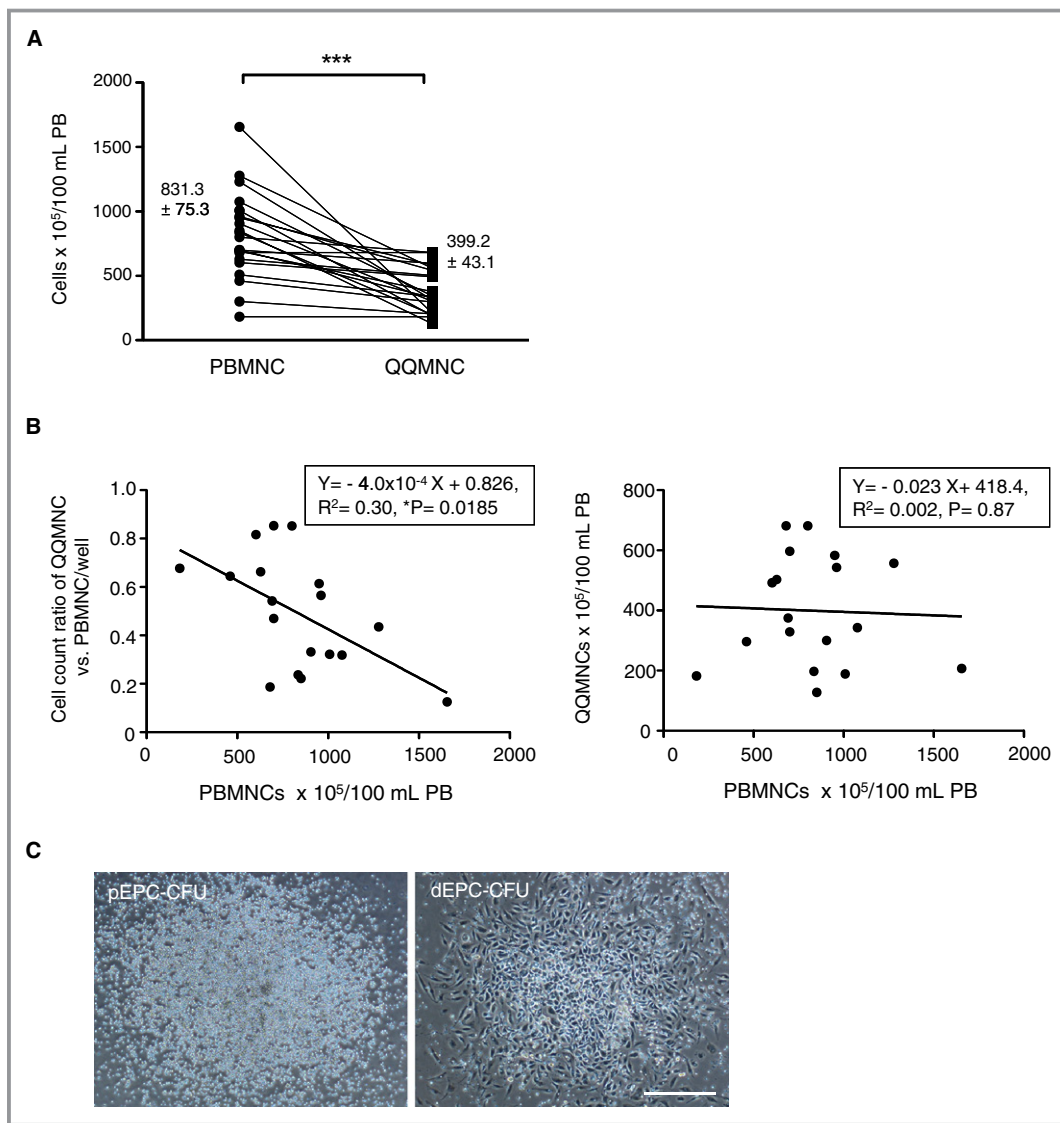 A
***
Cells x 10⁵/100 mL PB
2000
1500
1000
500
0
831.3
± 75.3
399.2
± 43.1
PBMNC
QQMNC
B
Y= - 4.0x10⁻⁴ X + 0.826,
R²= 0.30, *P= 0.0185
Cell count ratio of QQMNC
vs. PBMNC/well
1.0
0.8
0.6
0.4
0.2
0
0
500
1000
1500
2000
PBMNCs x 10⁵/100 mL PB
Y= - 0.023 X+ 418.4,
R²= 0.002, P= 0.87
QQMNCs x 10⁵/100 mL PB
800
600
400
200
0
0
500
1000
1500
2000
PBMNCs x 10⁵/100 mL PB
C
pEPC-CFU
dEPC-CFU